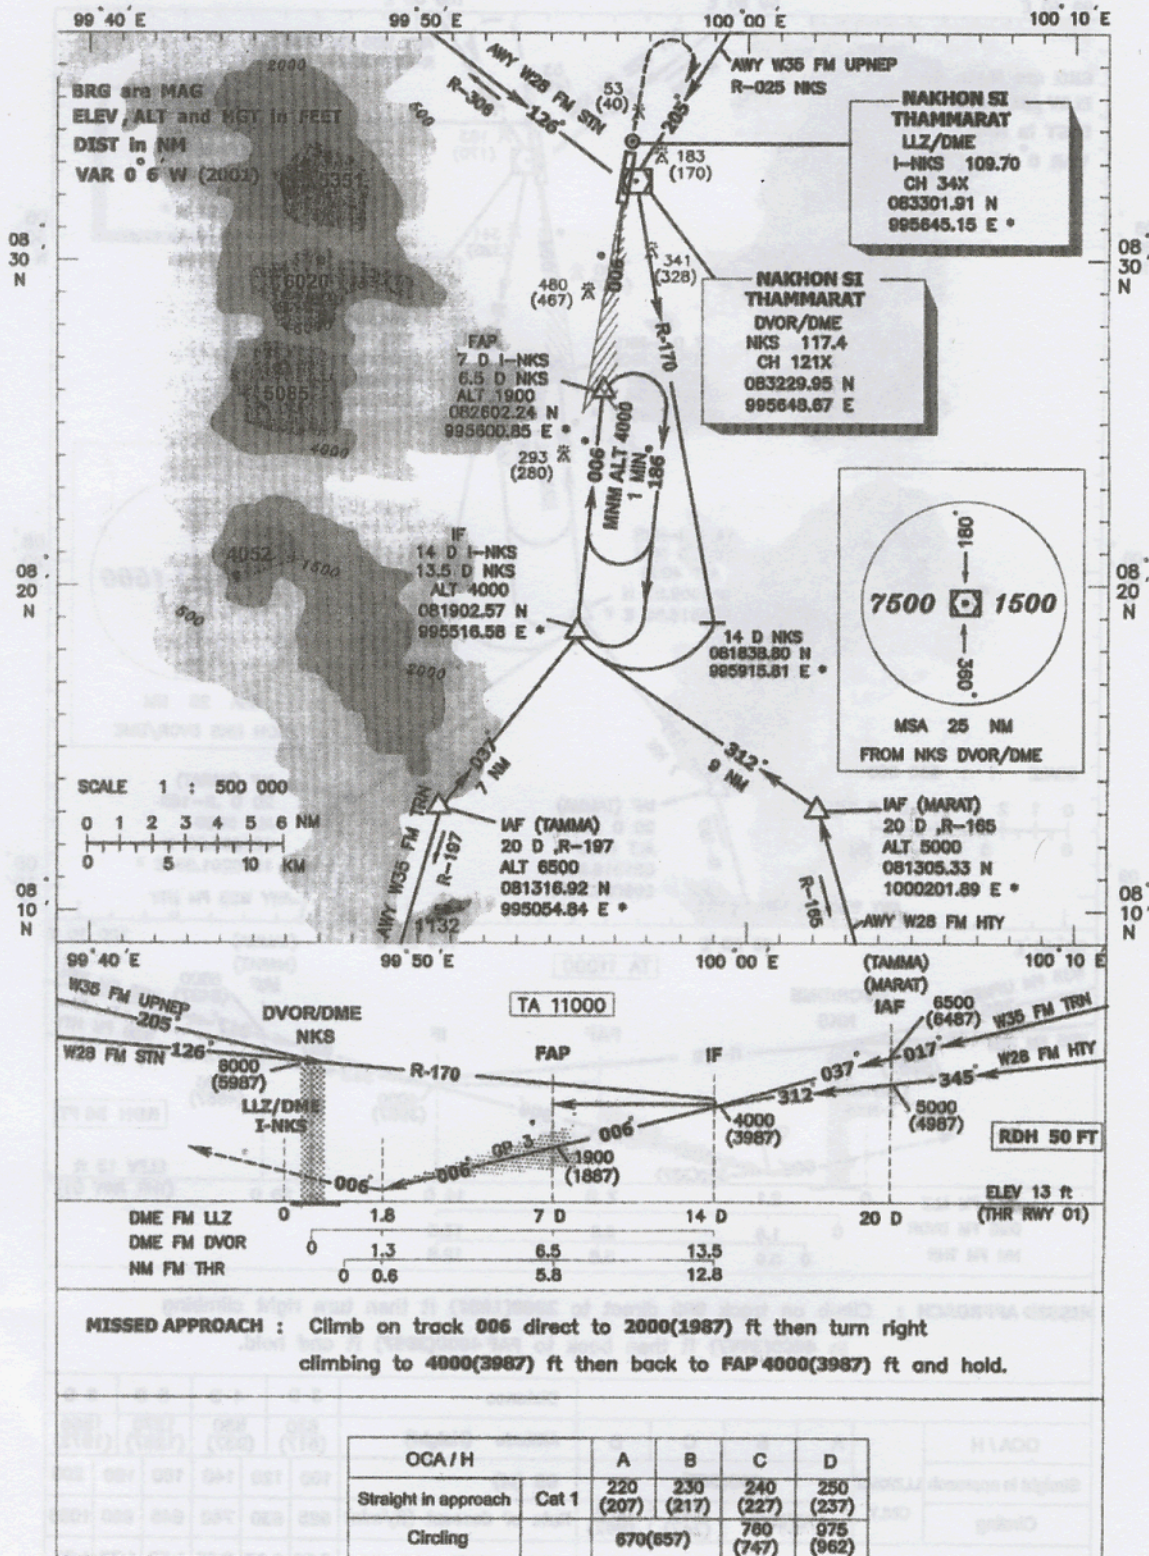 99° 40' E
99° 50' E
100° 00' E
100° 10' E
BRG are MAG
ELEV, ALT and HGT in FEET
DIST in NM
VAR 0° 6' W (2001)
2000
500
3351
6020
5085
4000
4052
1500
500
2000
1132
AWY W28 FM STN
R-306
126°
53
(40)
205°
AWY W35 FM UPNEP
R-025 NKS
183
(170)
NAKHON SI
THAMMARAT
LLZ/DME
I-NKS 109.70
CH 34X
083301.91 N
995645.15 E *
08°
30'
N
08°
30'
N
341
(328)
480
(467)
006°
R-170
NAKHON SI
THAMMARAT
DVOR/DME
NKS 117.4
CH 121X
083229.95 N
995648.67 E
FAP
7 D I-NKS
6.5 D NKS
ALT 1900
082602.24 N
995600.85 E *
293
(280)
006°
MNM ALT 4000
1 MIN
186°
IF
14 D I-NKS
13.5 D NKS
ALT 4000
081902.57 N
995516.58 E *
08°
20'
N
08°
20'
N
180°
7500
1500
360°
MSA 25 NM
FROM NKS DVOR/DME
14 D NKS
081838.80 N
995915.81 E *
037°
7 NM
312°
9 NM
SCALE 1 : 500 000
0 1 2 3 4 5 6 NM
0 5 10 KM
AWY W35 FM TRN
R-197
IAF (TAMMA)
20 D ,R-197
ALT 6500
081316.92 N
995054.84 E *
IAF (MARAT)
20 D ,R-165
ALT 5000
081305.33 N
1000201.89 E *
R-165
AWY W28 FM HTY
08°
10'
N
08°
10'
N
99° 40' E
99° 50' E
100° 00' E
100° 10' E
W35 FM UPNEP
205°
W28 FM STN
126°
DVOR/DME
NKS
TA 11000
(TAMMA)
(MARAT)
IAF
6500
(6487)
W35 FM TRN
017°
037°
W28 FM HTY
345°
312°
5000
(4987)
6000
(5987)
R-170
FAP
IF
4000
(3987)
LLZ/DME
I-NKS
006°
GP 3°
006°
1900
(1887)
006°
RDH 50 FT
ELEV 13 ft
(THR RWY 01)
DME FM LLZ 0 1.8 7 D 14 D 20 D
DME FM DVOR 0 1.3 6.5 13.5
NM FM THR 0 0.6 5.8 12.8
MISSED APPROACH : Climb on track 006 direct to 2000(1987) ft then turn right
climbing to 4000(3987) ft then back to FAP 4000(3987) ft and hold.
OCA / H A B C D
Straight in approach Cat 1 220 (207) 230 (217) 240 (227) 250 (237)
Circling 670(657) 760 (747) 975 (962)